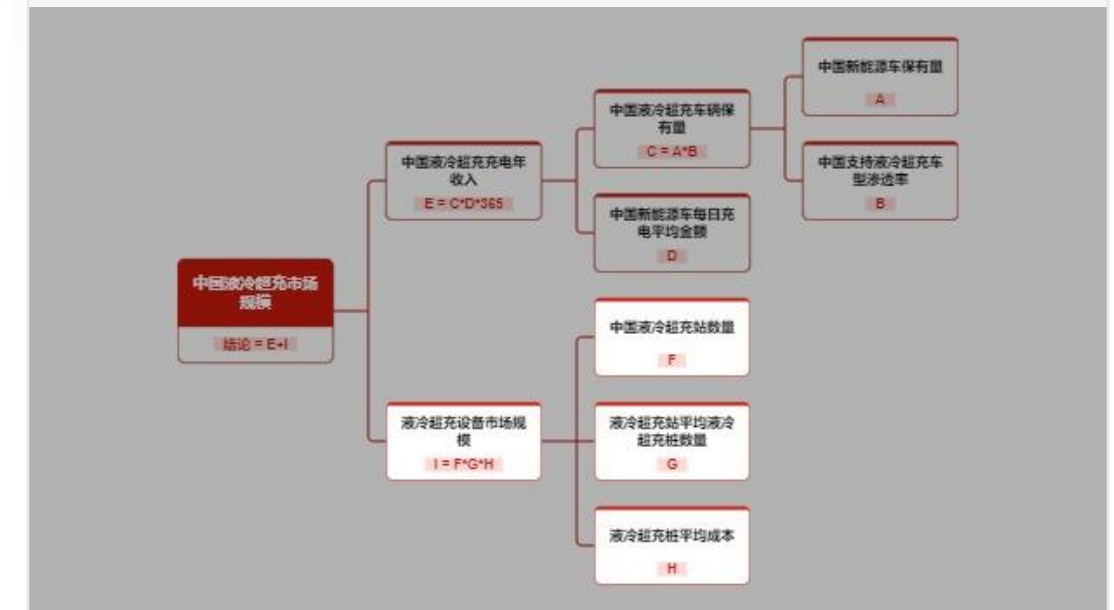 中国新能源车保有量
A
中国液冷超充车辆保
有量
C = A*B
中国液冷超充充电年
收入
E = C*D*365
中国支持液冷超充车
型渗透率
B
中国新能源车每日充
电平均金额
D
中国液冷超充市场
规模
结论 = E+I
中国液冷超充站数量
F
液冷超充设备市场规
模
I = F*G*H
液冷超充站平均液冷
超充桩数量
G
液冷超充桩平均成本
H